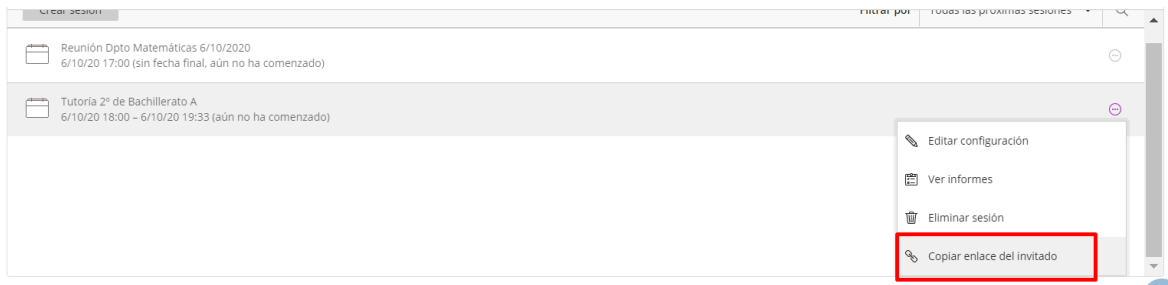 Crear sesión
Filtrar por Todas las próximas sesiones
Reunión Dpto Matemáticas 6/10/2020
6/10/20 17:00 (sin fecha final, aún no ha comenzado)
Tutoría 2º de Bachillerato A
6/10/20 18:00 – 6/10/20 19:33 (aún no ha comenzado)
Editar configuración
Ver informes
Eliminar sesión
Copiar enlace del invitado